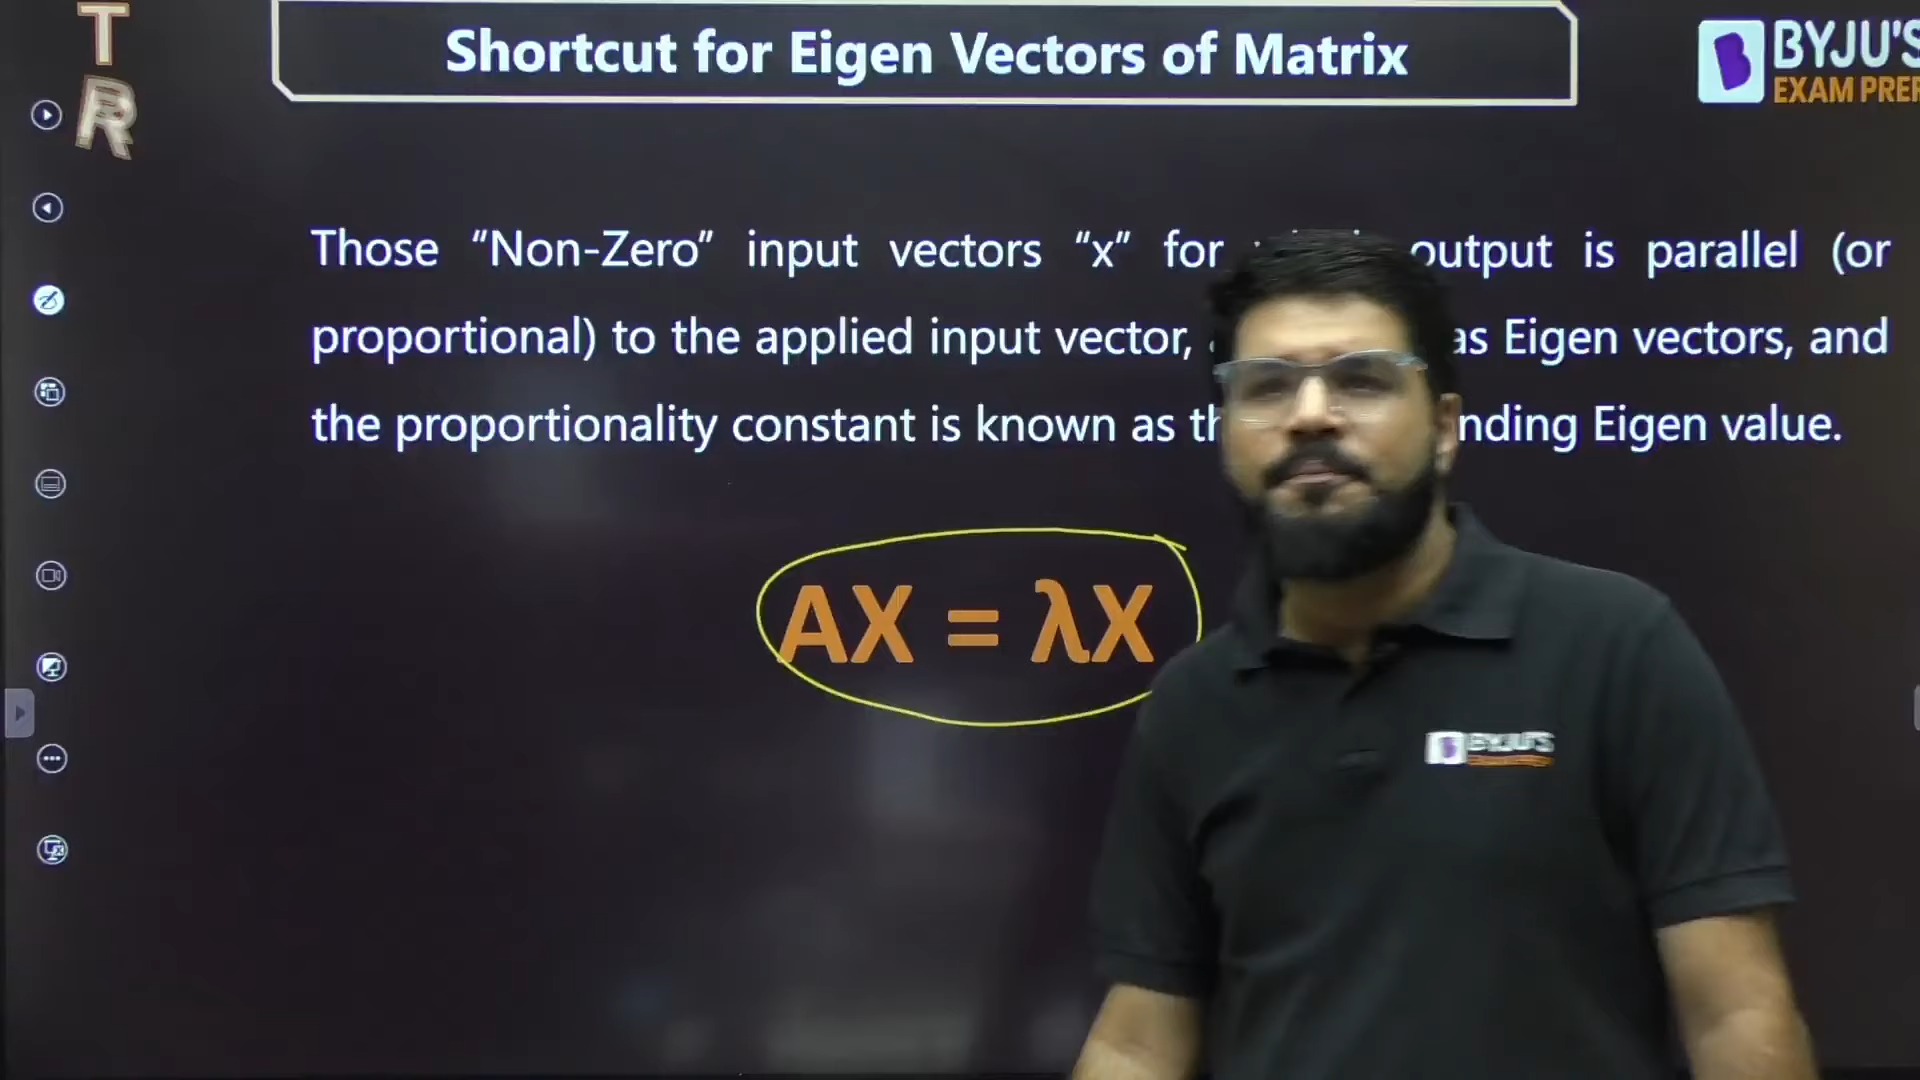 T
R
Shortcut for Eigen Vectors of Matrix
BYJU'S
EXAM PREP
Those “Non-Zero” input vectors “x” for output is parallel (or
proportional) to the applied input vector, as Eigen vectors, and
the proportionality constant is known as Eigen value.
AX = λX
BYJU'S